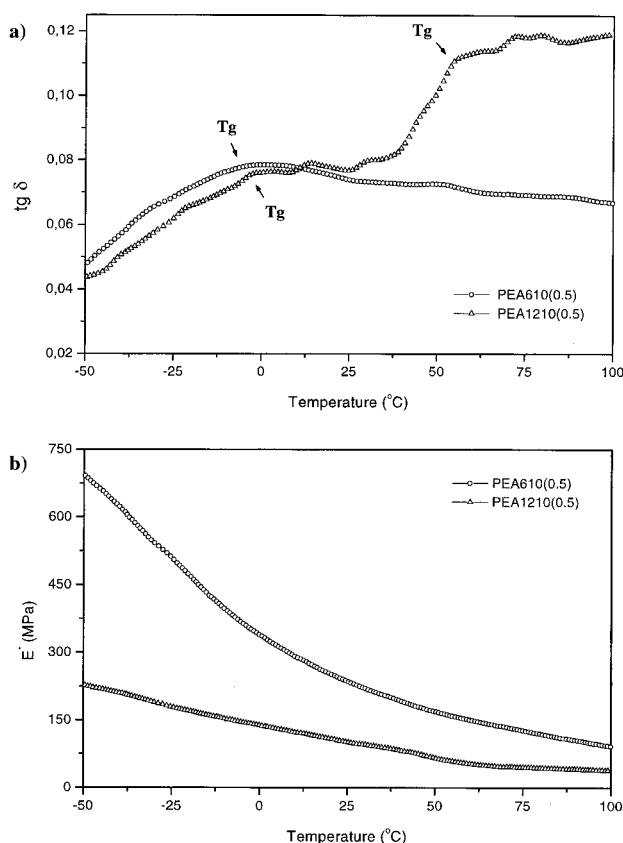 a)
0,12
0,10
0,08
0,06
0,04
0,02
tg δ
Tg
Tg
Tg
PEA610(0.5)
PEA1210(0.5)
-50
-25
0
25
50
75
100
Temperature (°C)
b)
750
600
450
300
150
0
E' (MPa)
PEA610(0.5)
PEA1210(0.5)
-50
-25
0
25
50
75
100
Temperature (°C)